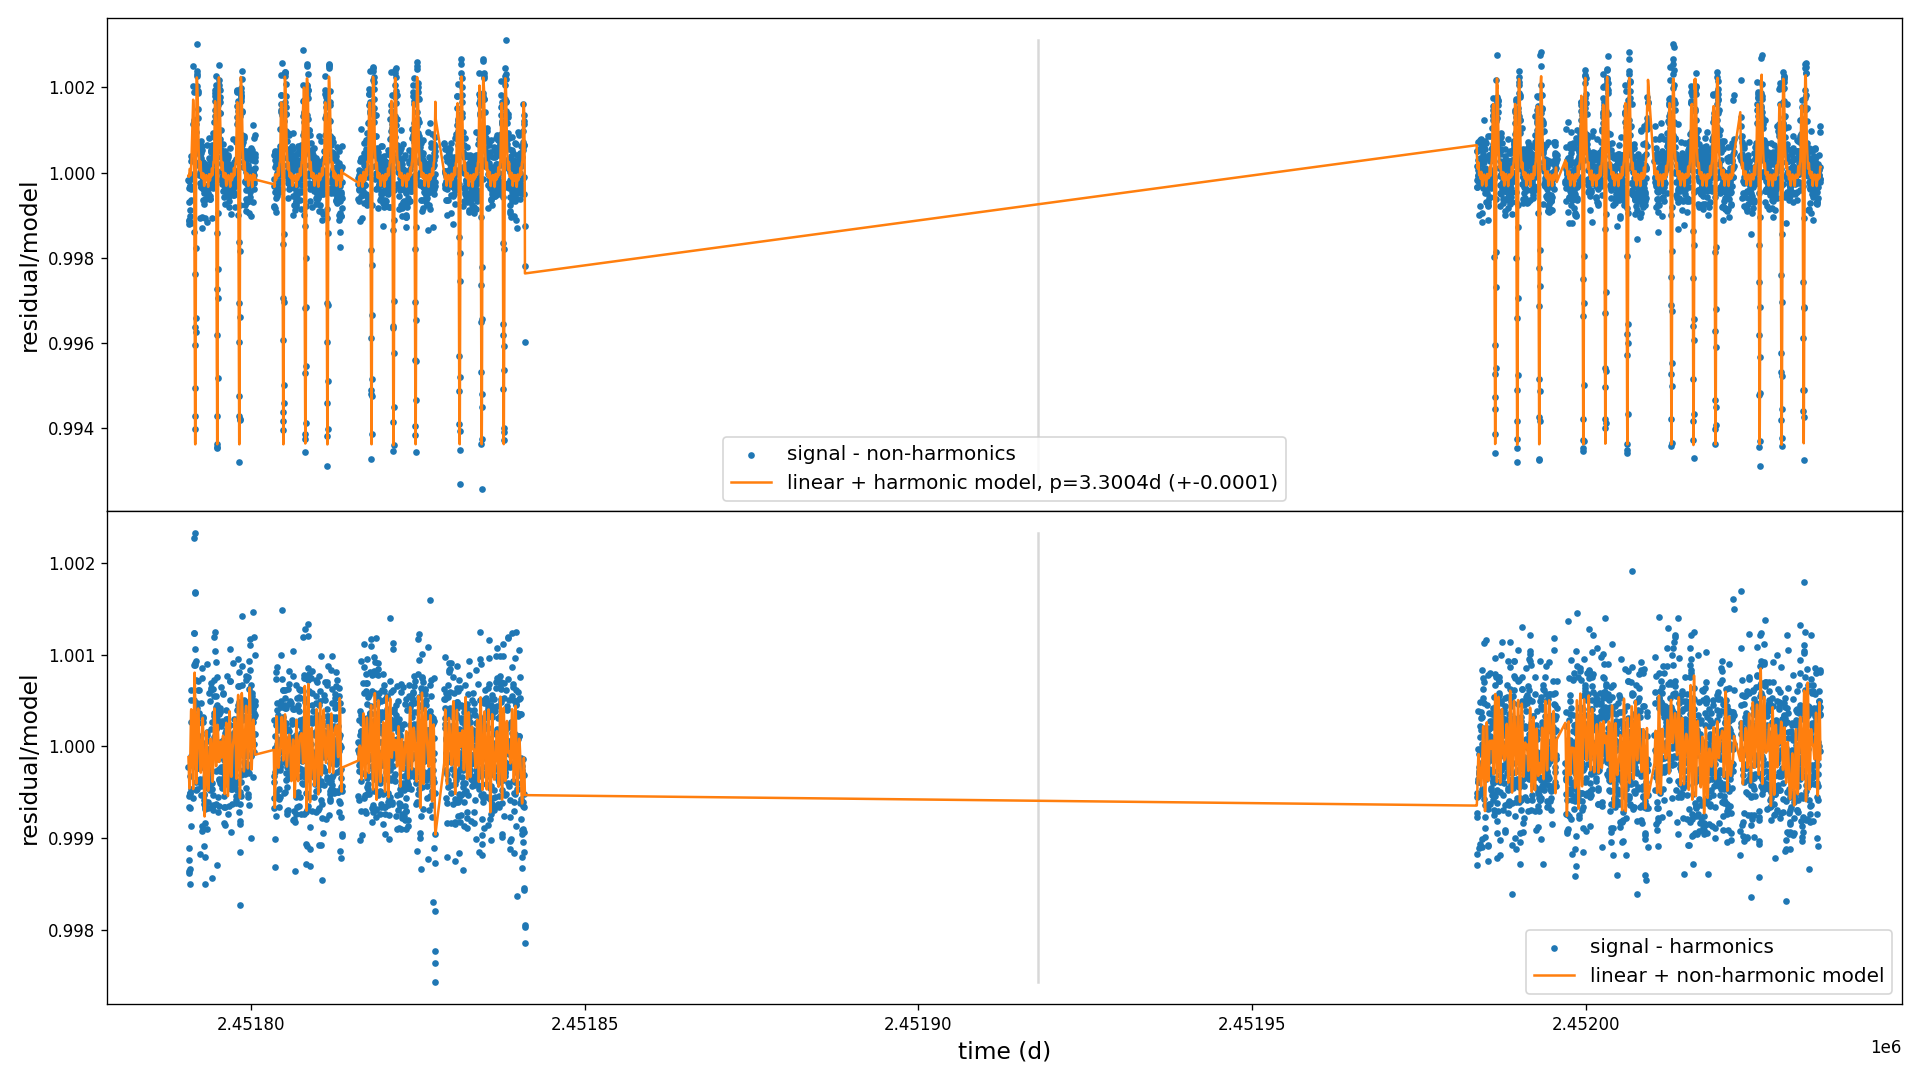 1.002
1.000
0.998
0.996
0.994
residual/model
signal - non-harmonics
linear + harmonic model, p=3.3004d (+-0.0001)
1.002
1.001
1.000
0.999
0.998
residual/model
signal - harmonics
linear + non-harmonic model
2.45180 2.45185 2.45190 2.45195 2.45200
1e6
time (d)